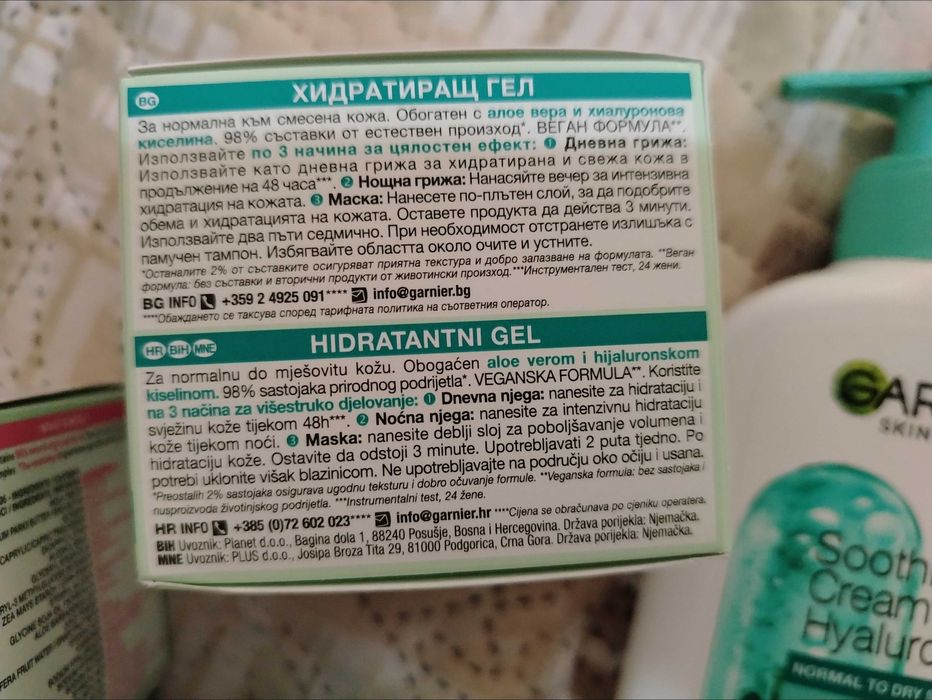 BG ХИДРАТИРАЩ ГЕЛ
За нормална към смесена кожа. Обогатен с алое вера и хиалуронова
киселина. 98% съставки от естествен произход*. ВЕГАН ФОРМУЛА**.
Използвайте по 3 начина за цялостен ефект: 1 Дневна грижа:
Използвайте като дневна грижа за хидратирана и свежа кожа в
продължение на 48 часа***. 2 Нощна грижа: Нанасяйте вечер за интензивна
хидратация на кожата. 3 Маска: Нанесете по-плътен слой, за да подобрите
обема и хидратацията на кожата. Оставете продукта да действа 3 минути.
Използвайте два пъти седмично. При необходимост отстранете излишъка с
памучен тампон. Избягвайте областта около очите и устните.
*Останалите 2% от съставките осигуряват приятна текстура и добро запазване на формулата. **Веган
формула: без съставки и вторични продукти от животински произход.***Инструментален тест, 24 жени.
BG INFO +359 2 4925 091**** info@garnier.bg
****Обаждането се таксува според тарифната политика на съответния оператор.
HR BiH MNE HIDRATANTNI GEL
Za normalnu do mješovitu kožu. Obogaćen aloe verom i hijaluronskom
kiselinom. 98% sastojaka prirodnog podrijetla*. VEGANSKA FORMULA**. Koristite
na 3 načina za višestruko djelovanje: 1 Dnevna njega: nanesite za hidrataciju i
svježinu kože tijekom 48h***. 2 Noćna njega: nanesite za intenzivnu hidrataciju
kože tijekom noći. 3 Maska: nanesite deblji sloj za poboljšavanje volumena i
hidrataciju kože. Ostavite da odstoji 3 minute. Upotrebljavati 2 puta tjedno. Po
potrebi uklonite višak blazinicom. Ne upotrebljavajte na području oko očiju i usana.
*Preostalih 2% sastojaka osigurava ugodnu teksturu i dobro očuvanje formule. **Veganska formula: bez sastojaka i
nusproizvoda životinjskog podrijetla. ***Instrumentalni test, 24 žene.
HR INFO +385 (0)72 602 023**** info@garnier.hr ****Cijena se obračunava po cjeniku operatera.
BIH Uvoznik: Planet d.o.o., Bagina dola 1, 88240 Posušje, Bosna i Hercegovina. Država porijekla: Njemačka.
MNE Uvoznik: PLUS d.o.o., Josipa Broza Tita 29, 81000 Podgorica, Crna Gora. Država porijekla: Njemačka.
GAR
SKIN
Sooth
Cream
Hyaluro
NORMAL TO DRY